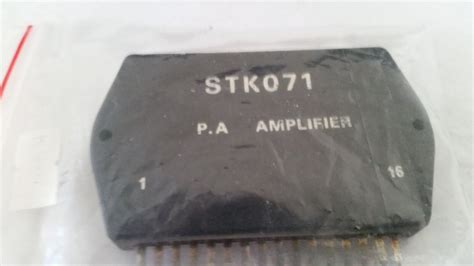 STK071
P.A AMPLIFIER
1 16